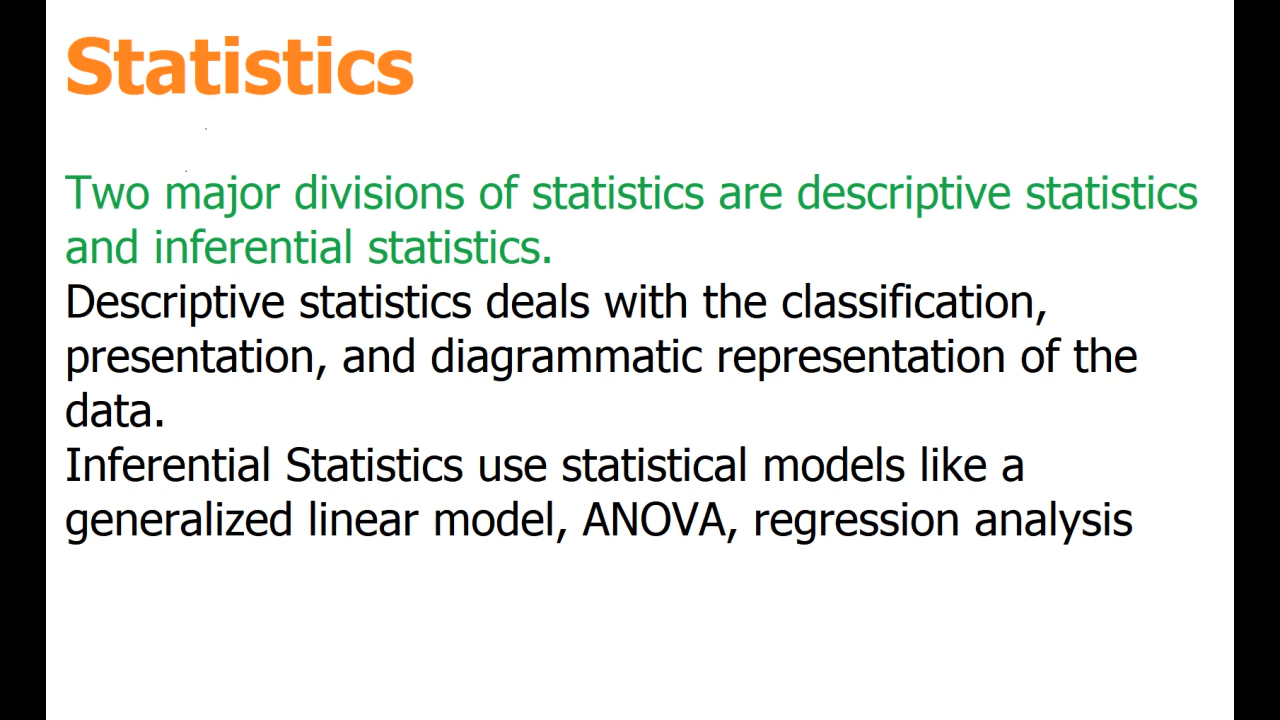 Statistics
Two major divisions of statistics are descriptive statistics
and inferential statistics.
Descriptive statistics deals with the classification,
presentation, and diagrammatic representation of the
data.
Inferential Statistics use statistical models like a
generalized linear model, ANOVA, regression analysis